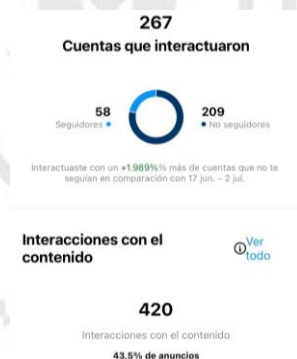 267
Cuentas que interactuaron
58
Seguidores
209
No seguidores
Interactuaste con un +1.989%% más de cuentas que no te
seguían en comparación con 17 jun. - 2 jul.
Interacciones con el
contenido
Ver
todo
420
Interacciones con el contenido
43.5% de anuncios